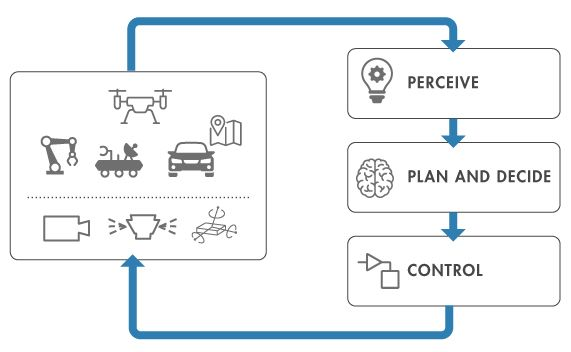 PERCEIVE
PLAN AND DECIDE
CONTROL